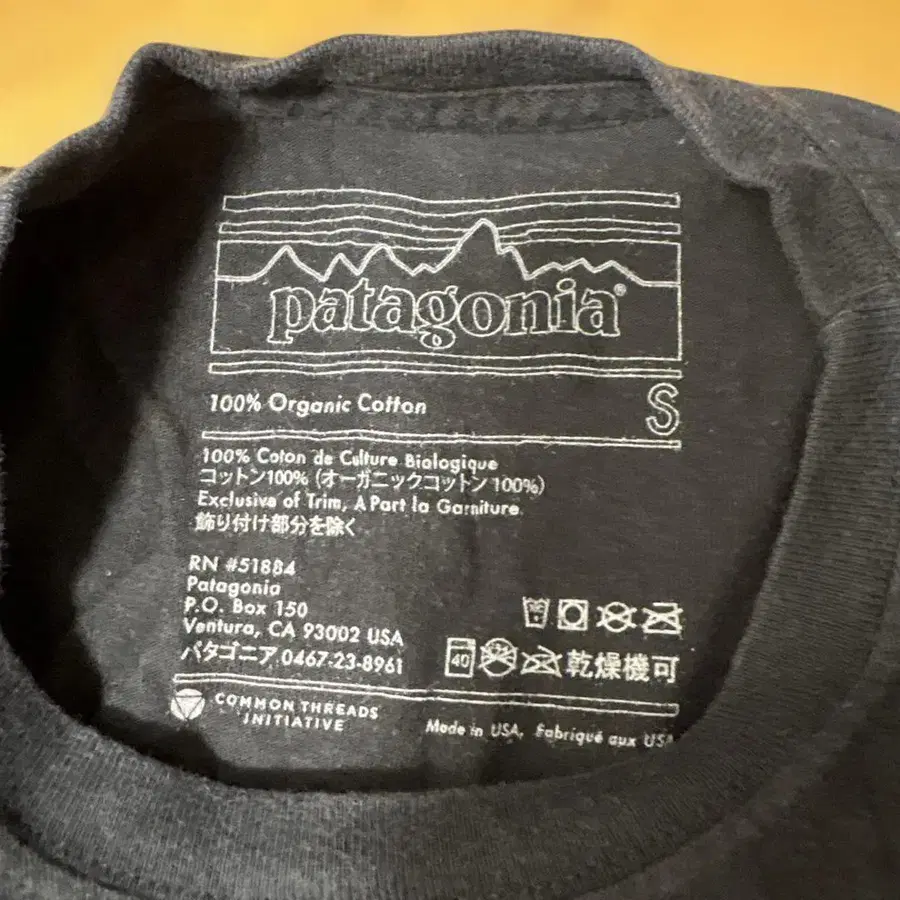 patagonia®
100% Organic Cotton
S
100% Coton de Culture Biologique
コットン100% (オーガニックコットン100%)
Exclusive of Trim, A Part la Garniture
飾り付け部分を除く
RN #51884
Patagonia
P.O. Box 150
Ventura, CA 93002 USA
パタゴニア 0467-23-8961
40
乾燥機可
COMMON THREADS
INITIATIVE
Made in USA, Fabriqué aux USA